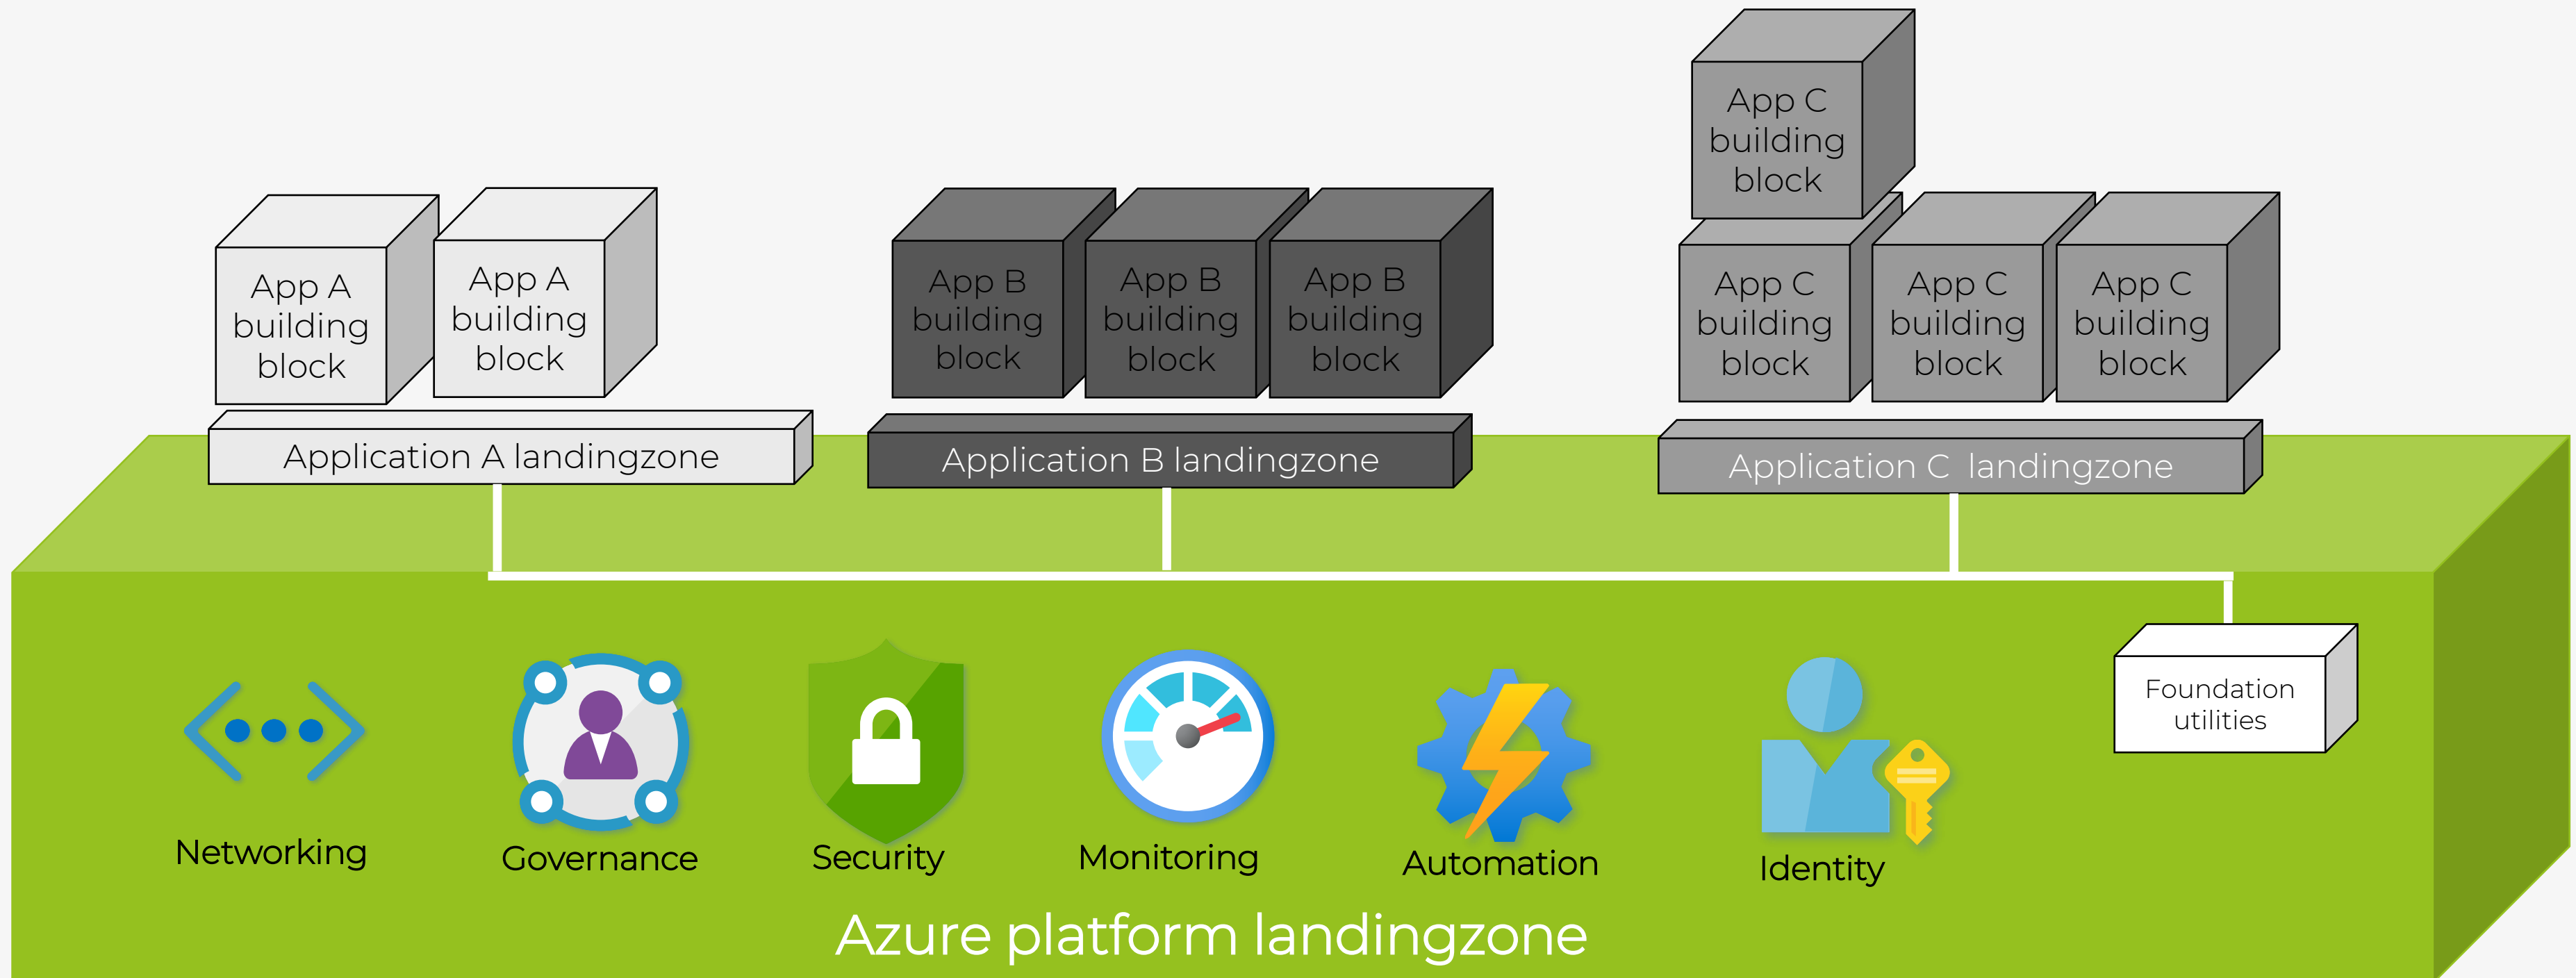 App C
building
block
App A
building
block
App A
building
block
App B
building
block
App B
building
block
App B
building
block
App C
building
block
App C
building
block
App C
building
block
Application A landingzone
Application B landingzone
Application C landingzone
Foundation
utilities
Networking
Governance
Security
Monitoring
Automation
Identity
Azure platform landingzone